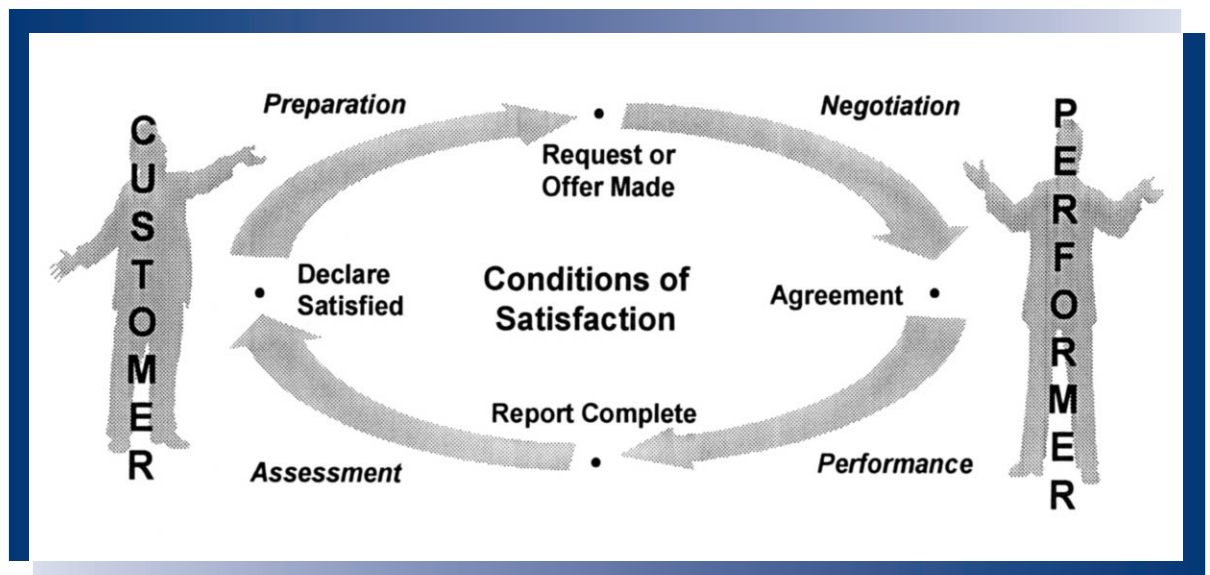 Preparation
Negotiation
CUSTOMER
PERFORMER
Request or
Offer Made
Declare
Satisfied
Conditions of
Satisfaction
Agreement
Report Complete
Assessment
Performance